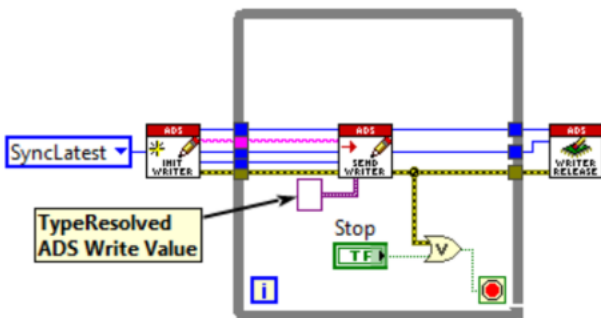 ADS
ADS
ADS
SyncLatest
INIT
WRITER
SEND
WRITER
WRITER
RELEASE
TypeResolved
ADS Write Value
Stop
TF
V
i